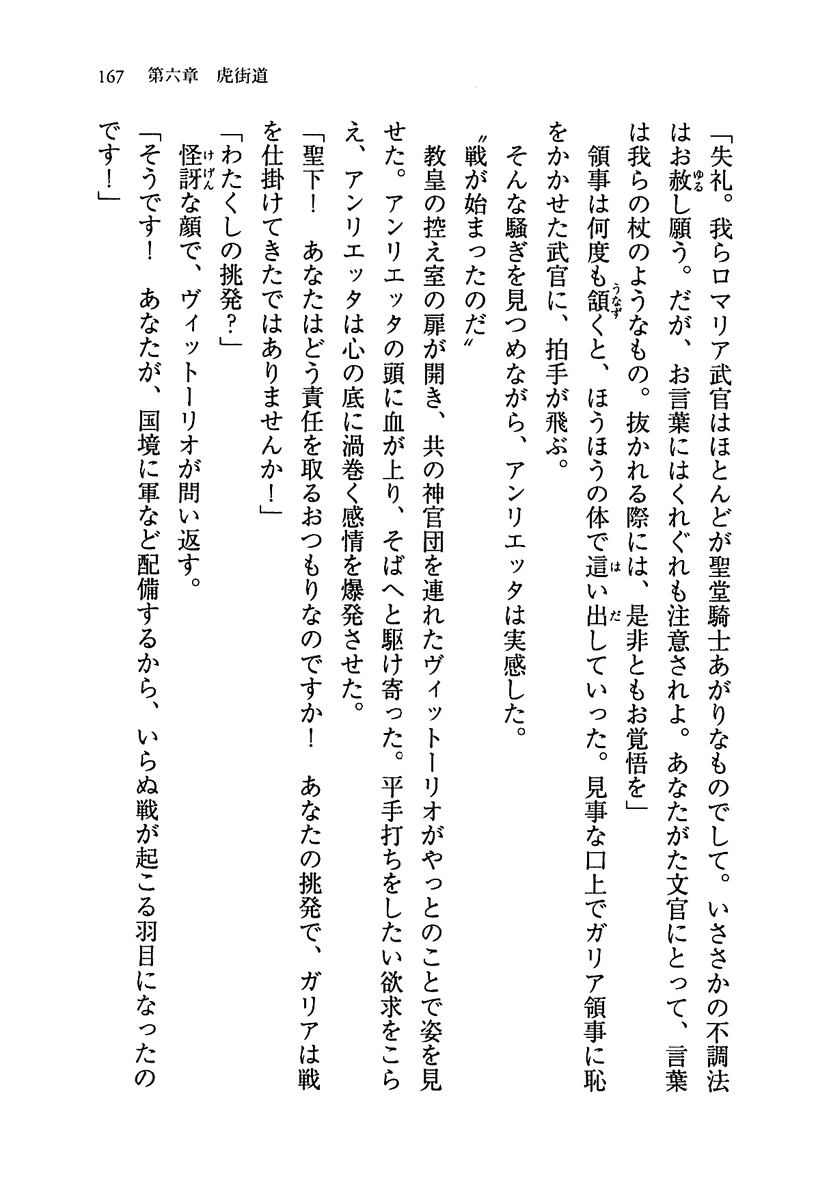 167　第六章　虎街道
「失礼。我らロマリア武官はほとんどが聖堂騎士あがりなものでして。いささかの不調法
はお赦し願う。だが、お言葉にはくれぐれも注意されよ。あなたがた文官にとって、言葉
は我らの杖のようなもの。抜かれる際には、是非ともお覚悟を」
　領事は何度も頷くと、ほうほうの体で這い出していった。見事な口上でガリア領事に恥
をかかせた武官に、拍手が飛ぶ。
　そんな騒ぎを見つめながら、アンリエッタは実感した。
〝戦が始まったのだ〟
　教皇の控え室の扉が開き、共の神官団を連れたヴィットーリオがやっとのことで姿を見
せた。アンリエッタの頭に血が上り、そばへと駆け寄った。平手打ちをしたい欲求をこら
え、アンリエッタは心の底に渦巻く感情を爆発させた。
「聖下！　あなたはどう責任を取るおつもりなのですか！　あなたの挑発で、ガリアは戦
を仕掛けてきたではありませんか！」
「わたくしの挑発？」
　怪訝な顔で、ヴィットーリオが問い返す。
「そうです！　あなたが、国境に軍など配備するから、いらぬ戦が起こる羽目になったの
です！」